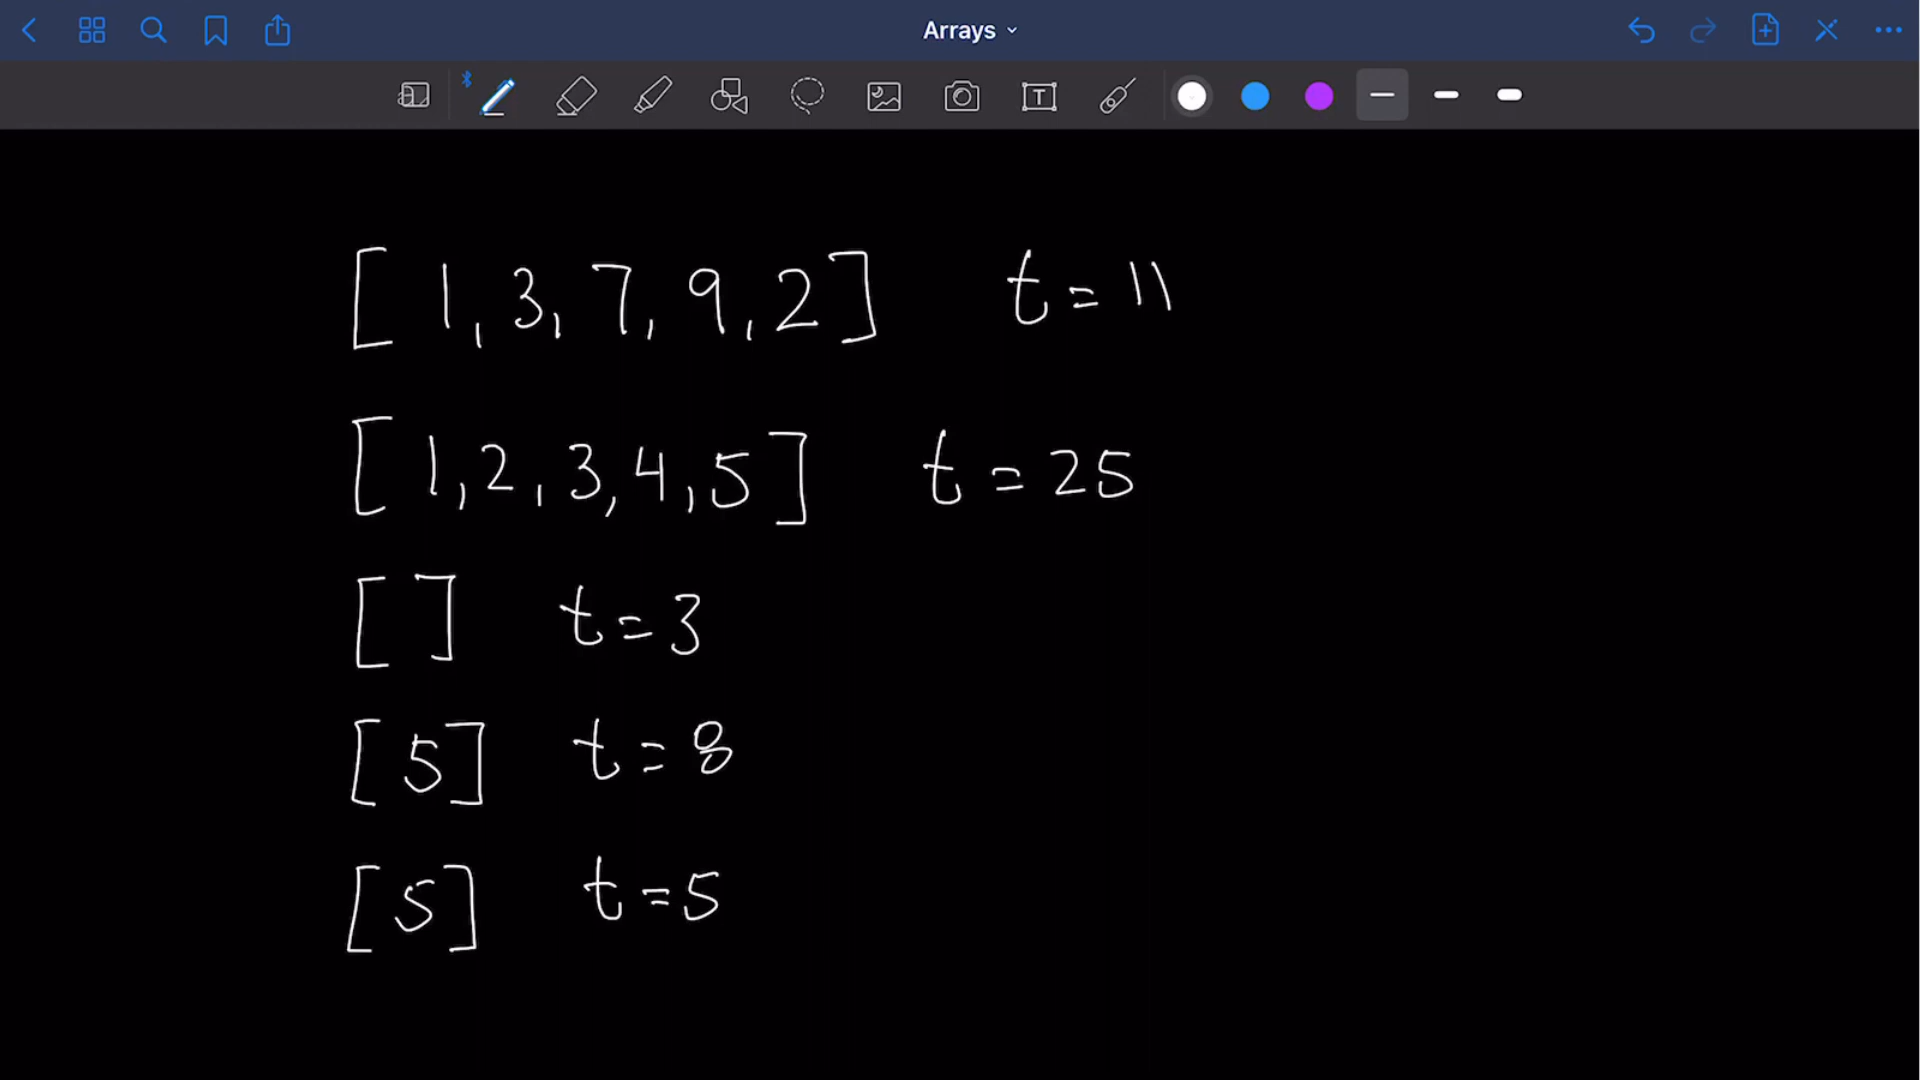 Arrays
[1, 3, 7, 9, 2] t = 11
[1, 2, 3, 4, 5] t = 25
[ ] t = 3
[5] t = 8
[5] t = 5